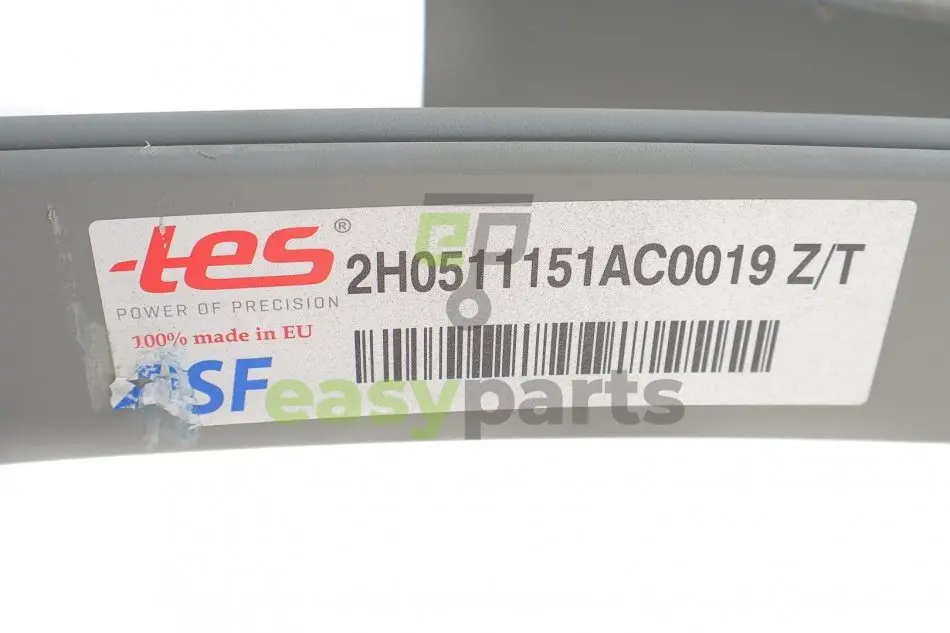 -tes®
2H0511151AC0019 Z/T
POWER OF PRECISION
100% made in EU
SF
easyparts